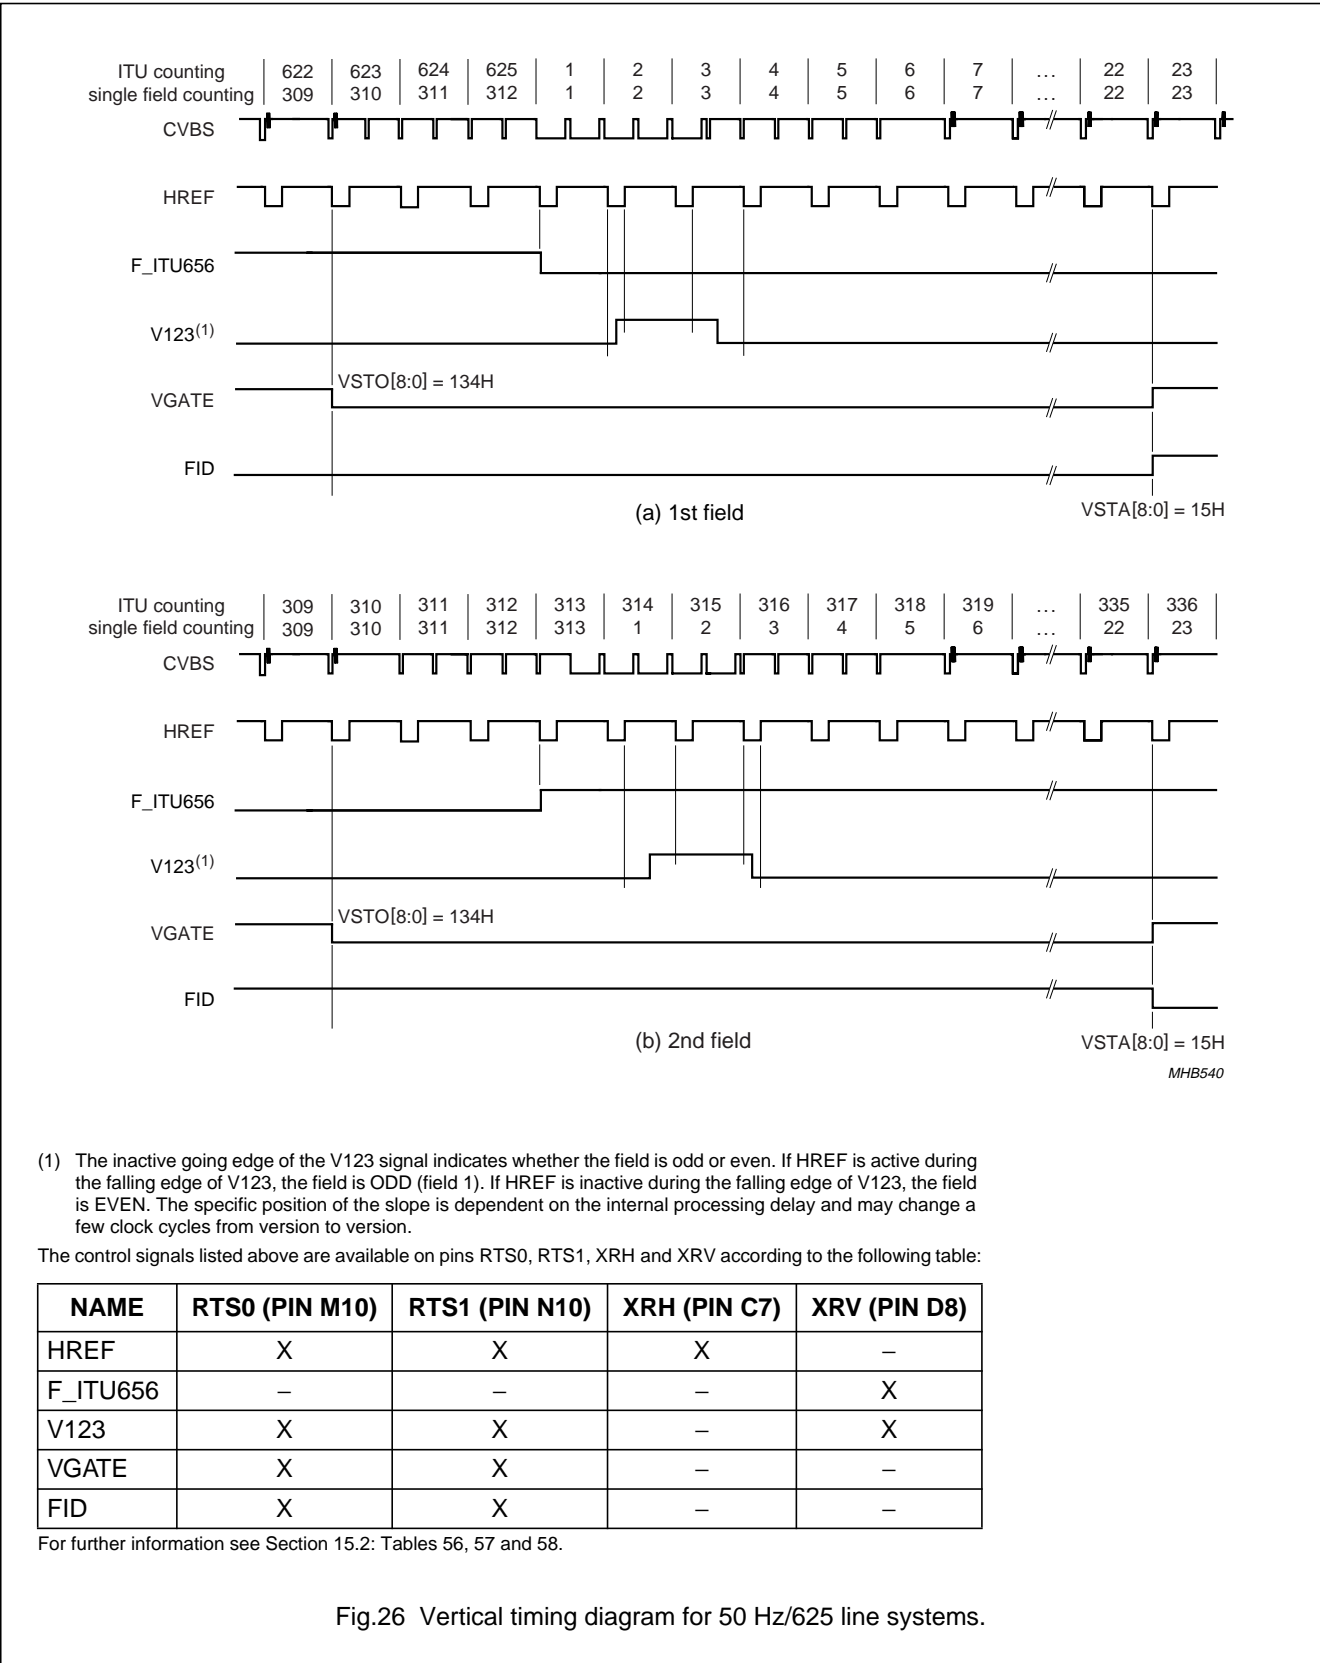 ITU counting 622 623 624 625 1 2 3 4 5 6 7 ... 22 23
single field counting 309 310 311 312 1 2 3 4 5 6 7 ... 22 23
CVBS
HREF
F_ITU656
V123(1)
VSTO[8:0] = 134H
VGATE
FID
(a) 1st field
VSTA[8:0] = 15H
ITU counting 309 310 311 312 313 314 315 316 317 318 319 ... 335 336
single field counting 309 310 311 312 313 1 2 3 4 5 6 ... 22 23
CVBS
HREF
F_ITU656
V123(1)
VSTO[8:0] = 134H
VGATE
FID
(b) 2nd field
VSTA[8:0] = 15H
MHB540
(1) The inactive going edge of the V123 signal indicates whether the field is odd or even. If HREF is active during
the falling edge of V123, the field is ODD (field 1). If HREF is inactive during the falling edge of V123, the field
is EVEN. The specific position of the slope is dependent on the internal processing delay and may change a
few clock cycles from version to version.
The control signals listed above are available on pins RTS0, RTS1, XRH and XRV according to the following table:
NAME RTS0 (PIN M10) RTS1 (PIN N10) XRH (PIN C7) XRV (PIN D8)
HREF X X X –
F_ITU656 – – – X
V123 X X – X
VGATE X X – –
FID X X – –
For further information see Section 15.2: Tables 56, 57 and 58.
Fig.26 Vertical timing diagram for 50 Hz/625 line systems.